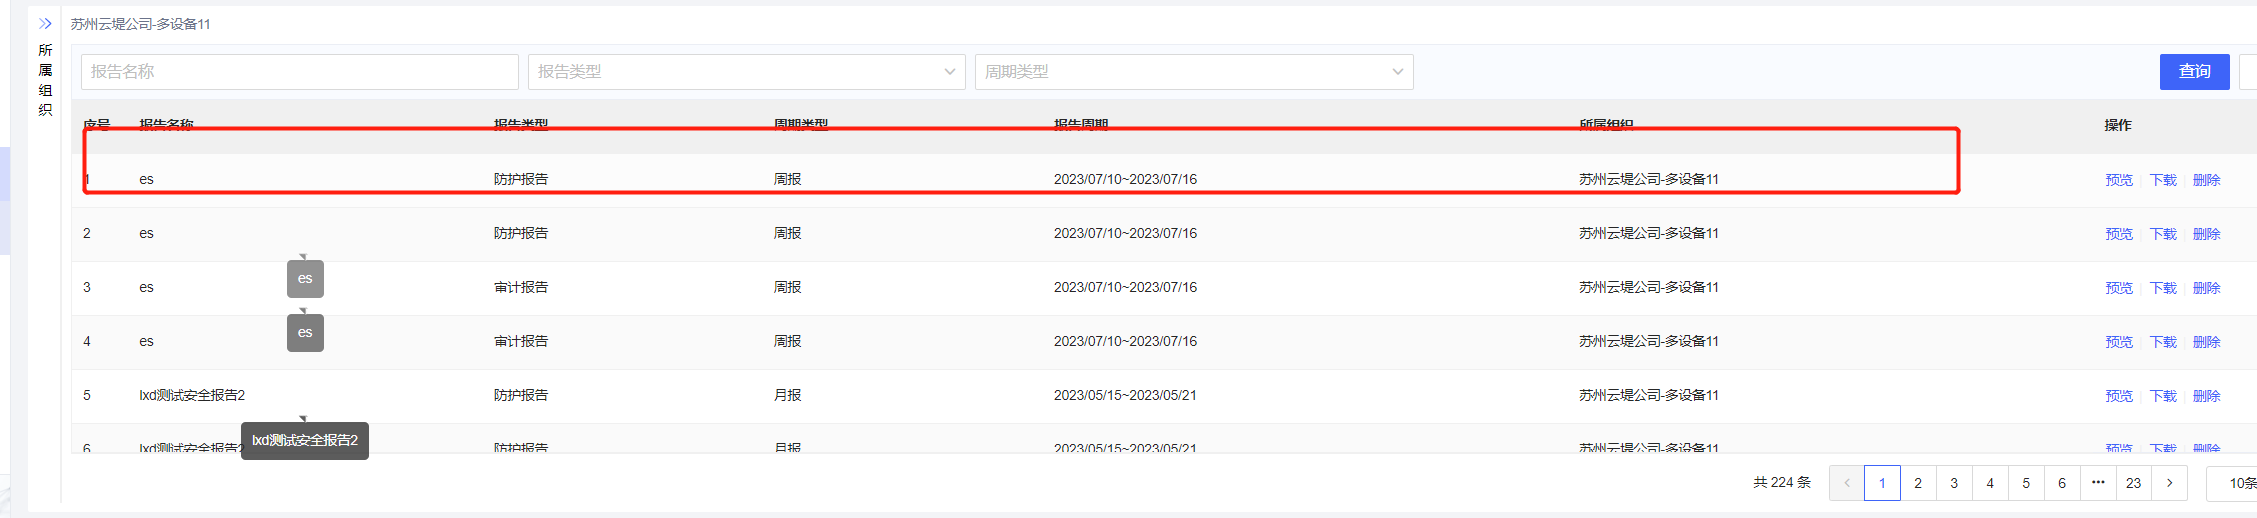 苏州云堤公司-多设备11
所属组织
报告名称 报告类型 周期类型 查询
序号 报告名称 报告类型 周期类型 报告周期 所属组织 操作
1 es 防护报告 周报 2023/07/10~2023/07/16 苏州云堤公司-多设备11 预览 下载 删除
2 es 防护报告 周报 2023/07/10~2023/07/16 苏州云堤公司-多设备11 预览 下载 删除
es
3 es 审计报告 周报 2023/07/10~2023/07/16 苏州云堤公司-多设备11 预览 下载 删除
es
4 es 审计报告 周报 2023/07/10~2023/07/16 苏州云堤公司-多设备11 预览 下载 删除
5 lxd测试安全报告2 防护报告 月报 2023/05/15~2023/05/21 苏州云堤公司-多设备11 预览 下载 删除
lxd测试安全报告2
6 lxd测试安全报告2 防护报告 月报 2023/05/15~2023/05/21 苏州云堤公司-多设备11 预览 下载 删除
共 224 条 < 1 2 3 4 5 6 ••• 23 > 10条